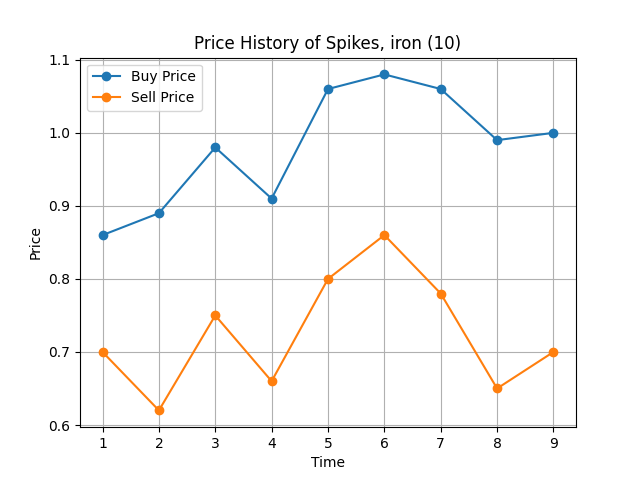 Price History of Spikes, iron (10)
Buy Price
Sell Price
Price
1.1
1.0
0.9
0.8
0.7
0.6
1 2 3 4 5 6 7 8 9
Time